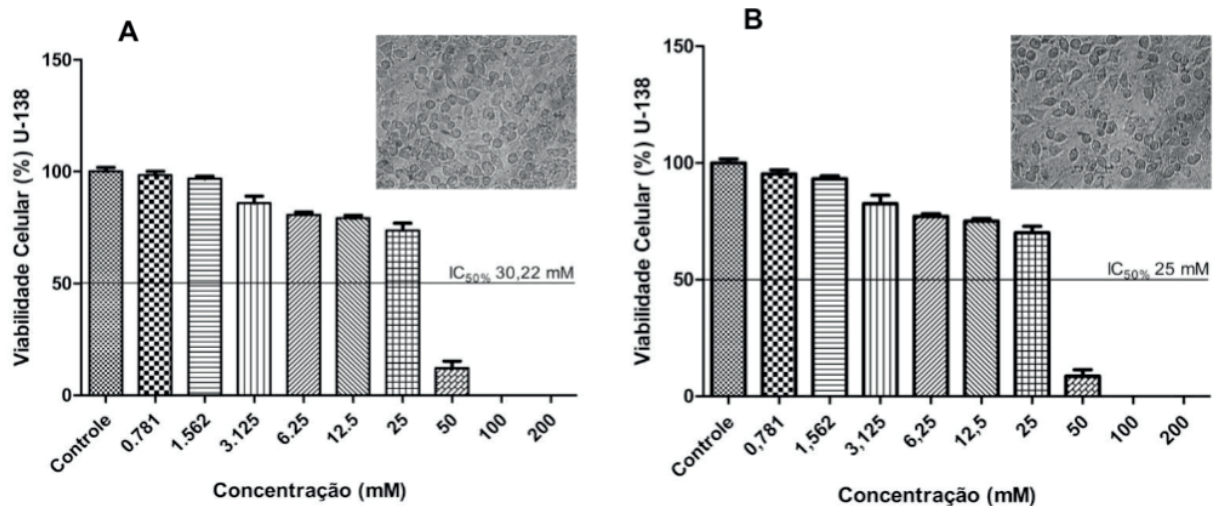 A
Viabilidade Celular (%) U-138
150
100
50
0
IC50% 30,22 mM
Controle
0.781
1.562
3.125
6.25
12.5
25
50
100
200
Concentração (mM)
B
Viabilidade Celular (%) U-138
150
100
50
0
IC50% 25 mM
Controle
0,781
1,562
3,125
6,25
12,5
25
50
100
200
Concentração (mM)